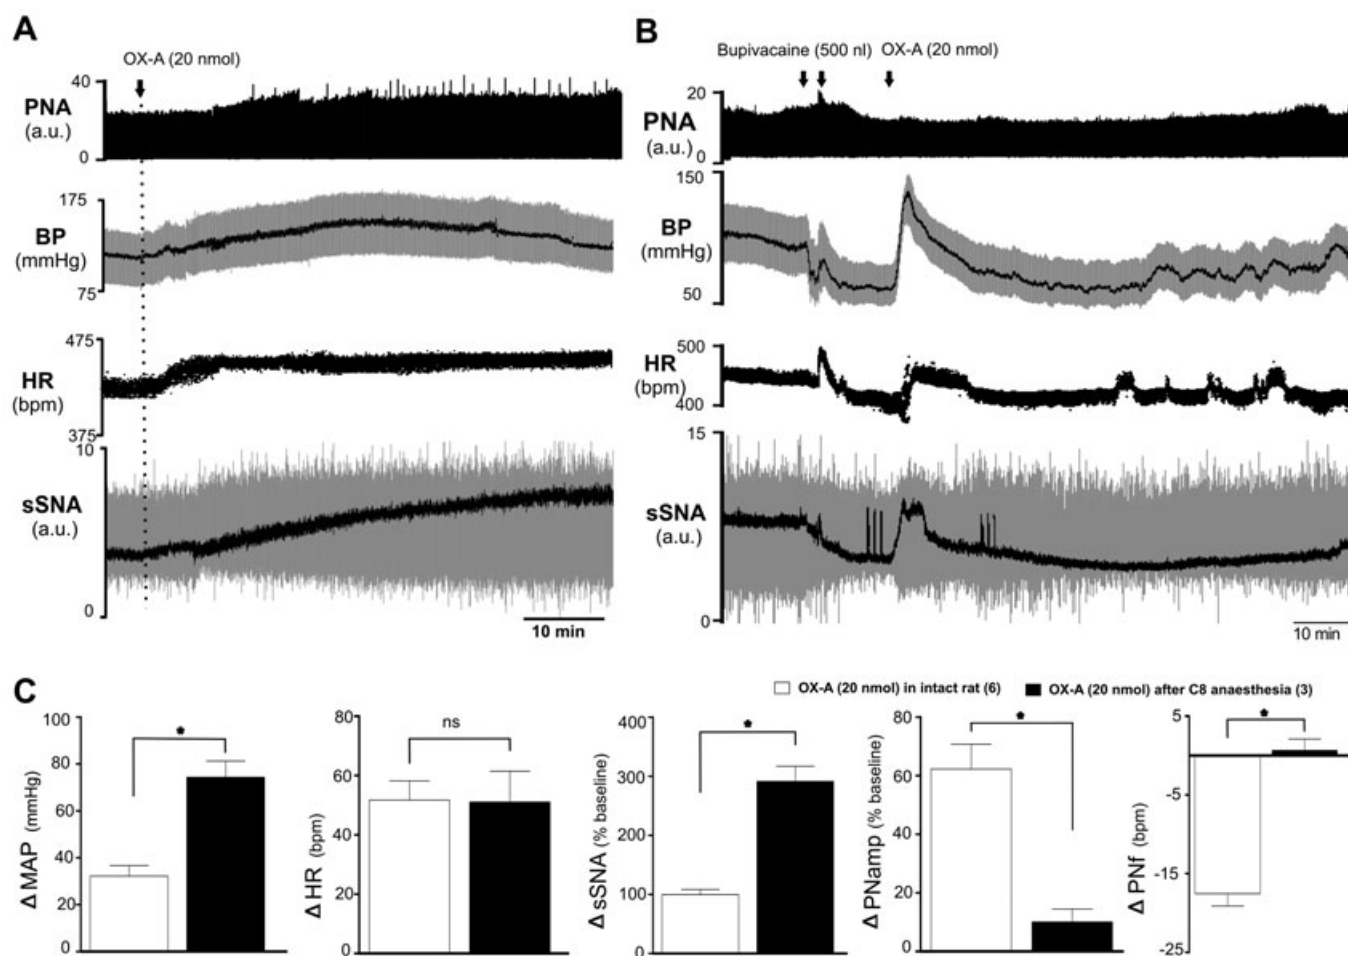 A
OX-A (20 nmol)
40
PNA
(a.u.)
0
175
BP
(mmHg)
75
475
HR
(bpm)
375
10
sSNA
(a.u.)
0
10 min
B
Bupivacaine (500 nl) OX-A (20 nmol)
20
PNA
(a.u.)
0
150
BP
(mmHg)
50
500
HR
(bpm)
400
15
sSNA
(a.u.)
0
10 min
C
OX-A (20 nmol) in intact rat (6) OX-A (20 nmol) after C8 anaesthesia (3)
Δ MAP (mmHg)
100
80
60
40
20
0
*
Δ HR (bpm)
80
60
40
20
0
ns
Δ sSNA (% baseline)
400
300
200
100
0
*
Δ PNamp (% baseline)
80
60
40
20
0
*
Δ PNf (bpm)
5
-5
-15
-25
*